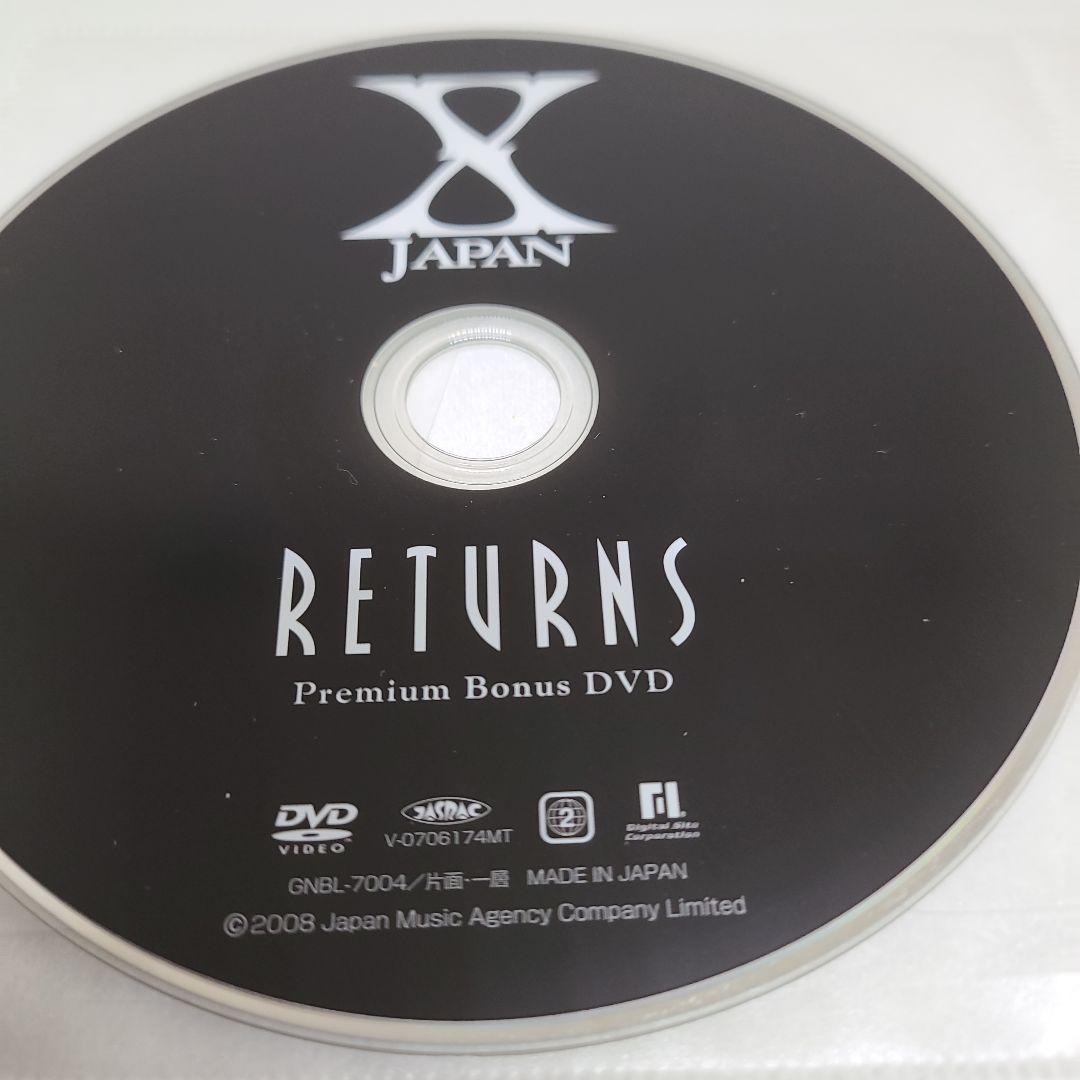 X
JAPAN
RETURNS
Premium Bonus DVD
DVD
VIDEO
JASRAC
V-0706174MT
2
Digital Site
Corporation
GNBL-7004/片面・一層 MADE IN JAPAN
©2008 Japan Music Agency Company Limited